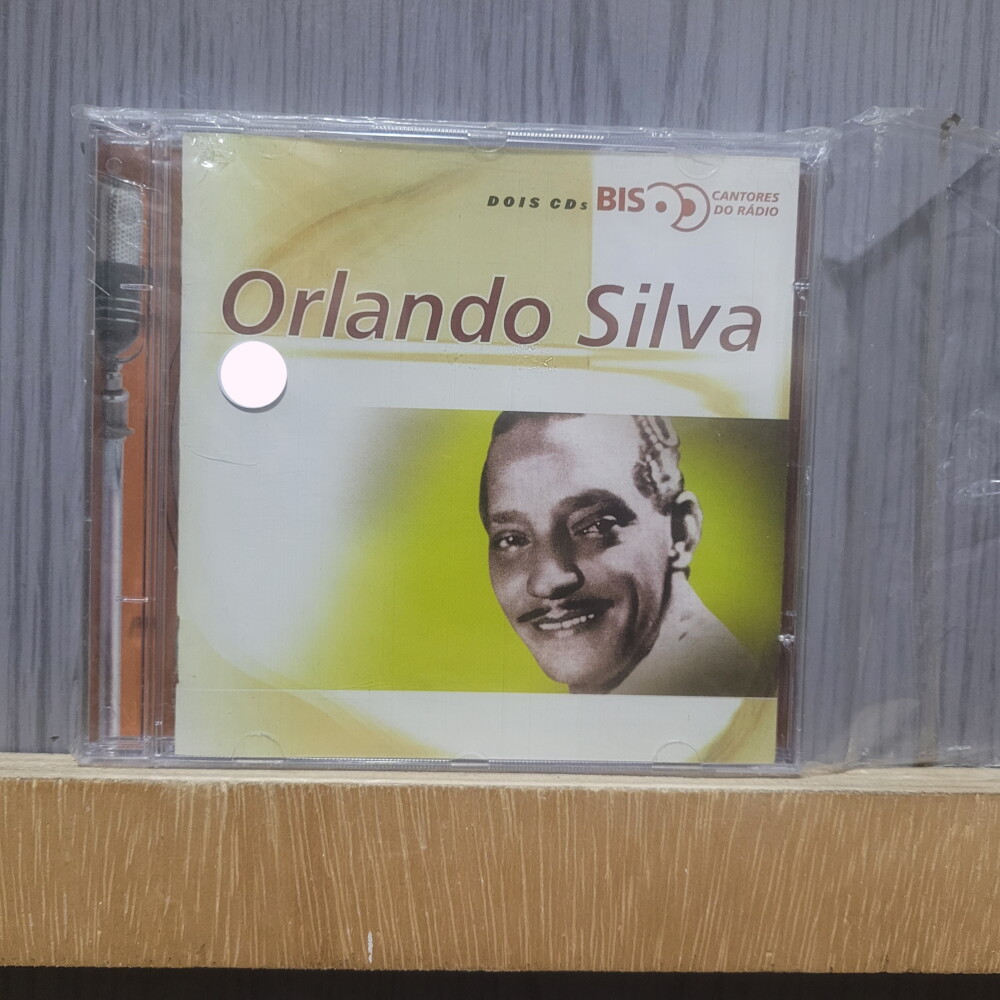 DOIS CDs BIS CANTORES
DO RÁDIO
Orlando Silva